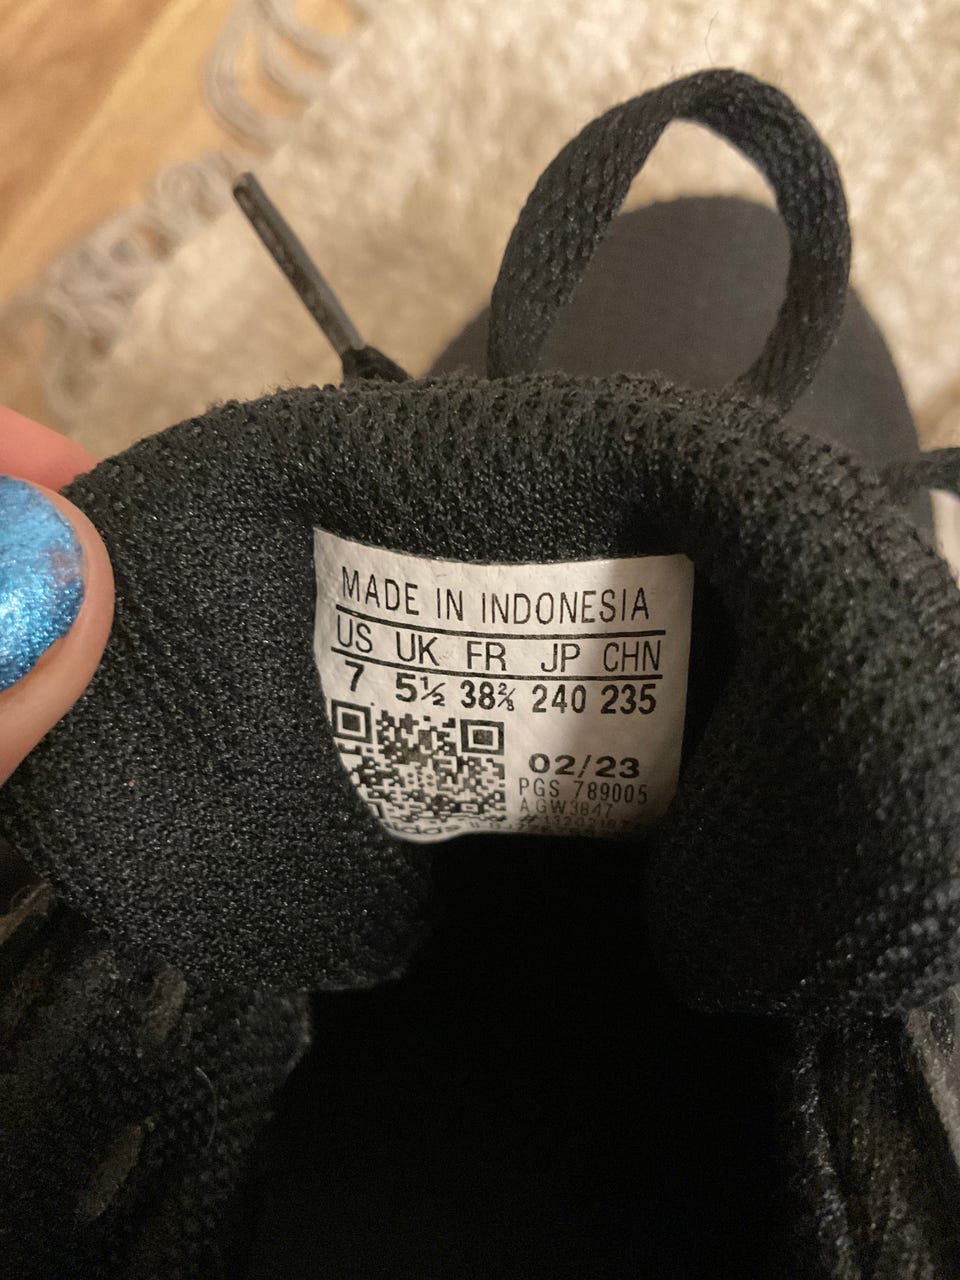 MADE IN INDONESIA
US UK FR JP CHN
7 5½ 38⅔ 240 235
02/23
PGS 789005
AGW3847